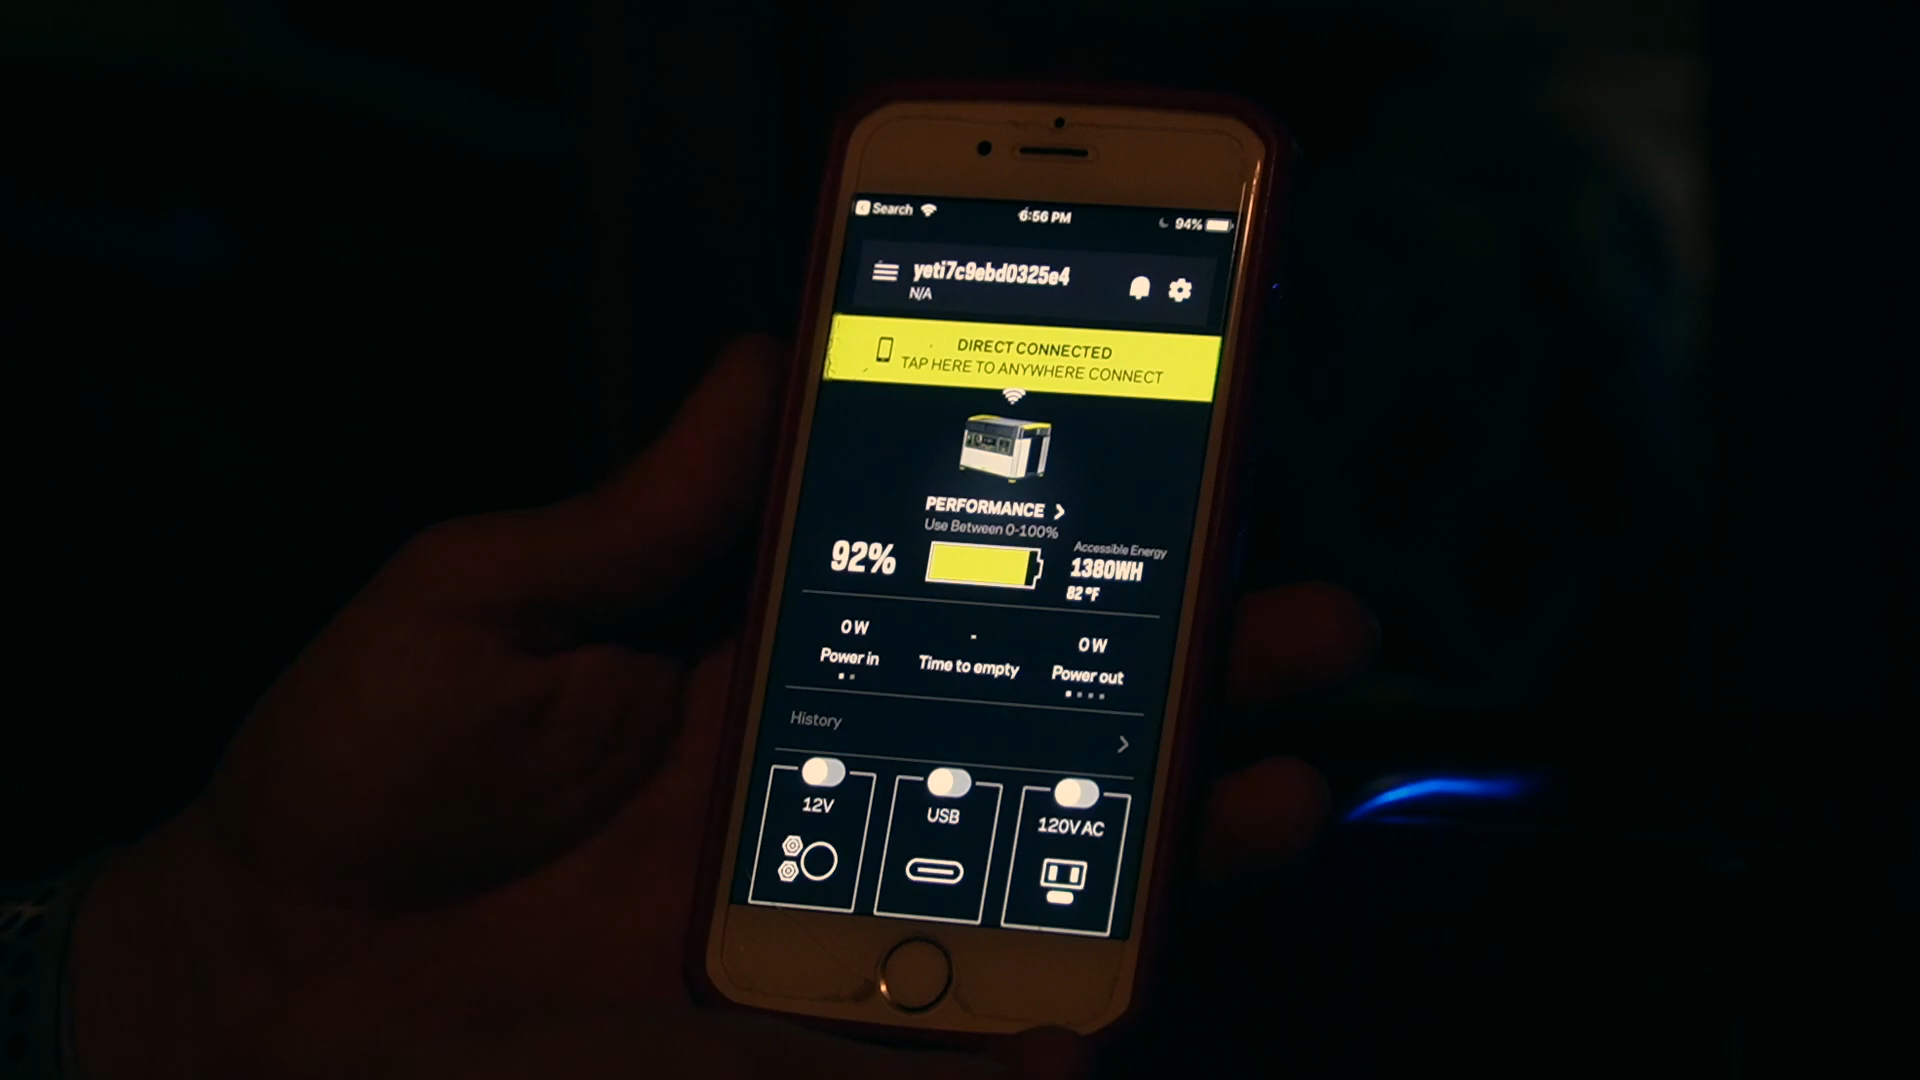 Search
6:56 PM
94%
yeti7c9ebd0325e4
N/A
DIRECT CONNECTED
TAP HERE TO ANYWHERE CONNECT
PERFORMANCE
Use Between 0-100%
92%
Accessible Energy
1380WH
82 °F
0 W
Power in
-
Time to empty
0 W
Power out
History
12V
USB
120V AC